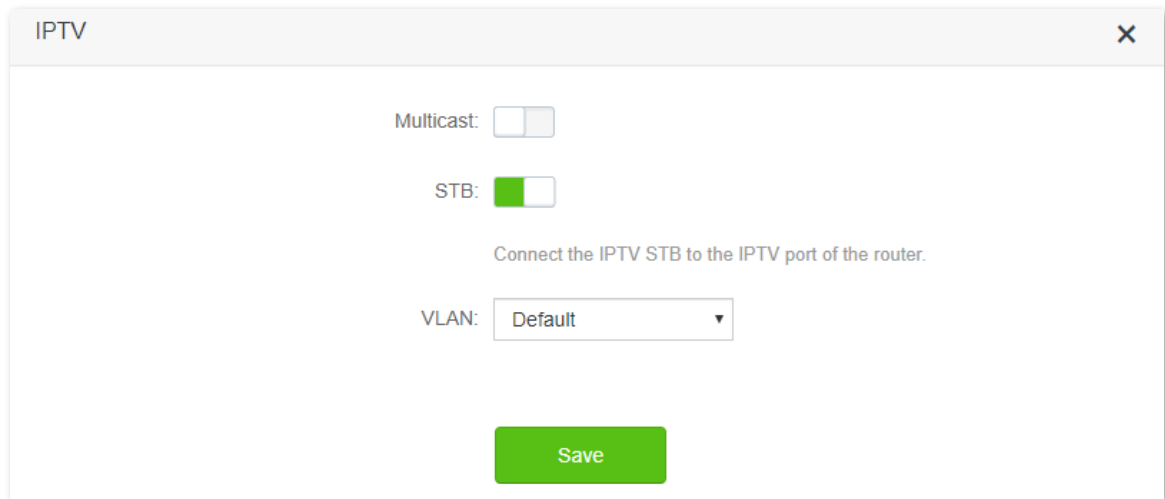 IPTV
Multicast:
STB:
Connect the IPTV STB to the IPTV port of the router.
VLAN: Default
Save